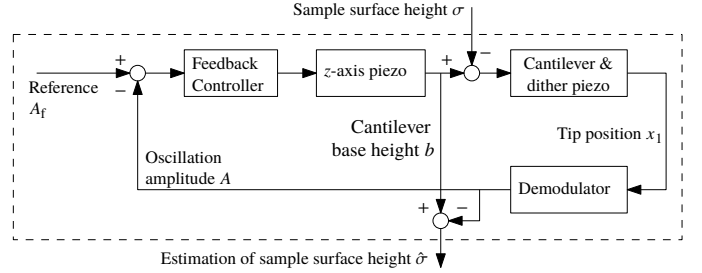 Sample surface height σ
+
−
Reference
A_f
Feedback
Controller
z-axis piezo
+
−
Cantilever &
dither piezo
Cantilever
base height b
Tip position x_1
Oscillation
amplitude A
Demodulator
+
−
Estimation of sample surface height σ̂